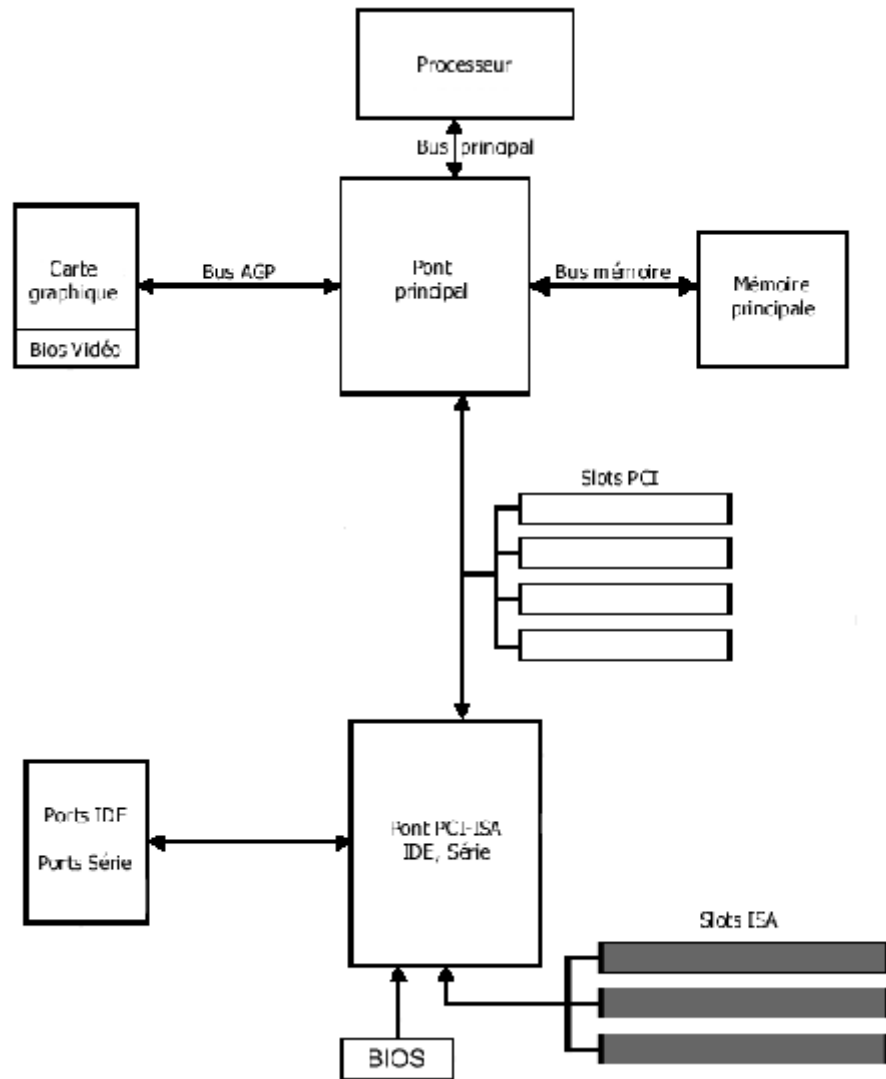 Processeur
Bus principal
Carte
graphique
Bios Vidéo
Bus AGP
Pont
principal
Bus mémoire
Mémoire
principale
Slots PCI
Ports IDE
Ports Série
Pont PCI-ISA
IDE, Série
Slots ISA
BIOS